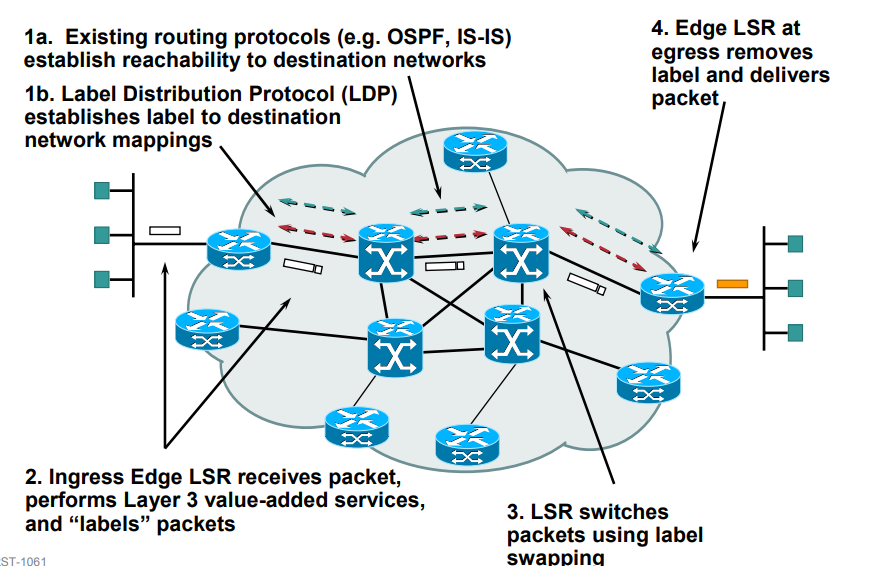 1a. Existing routing protocols (e.g. OSPF, IS-IS)
establish reachability to destination networks
1b. Label Distribution Protocol (LDP)
establishes label to destination
network mappings
4. Edge LSR at
egress removes
label and delivers
packet
2. Ingress Edge LSR receives packet,
performs Layer 3 value-added services,
and “labels” packets
3. LSR switches
packets using label
swapping
ST-1061